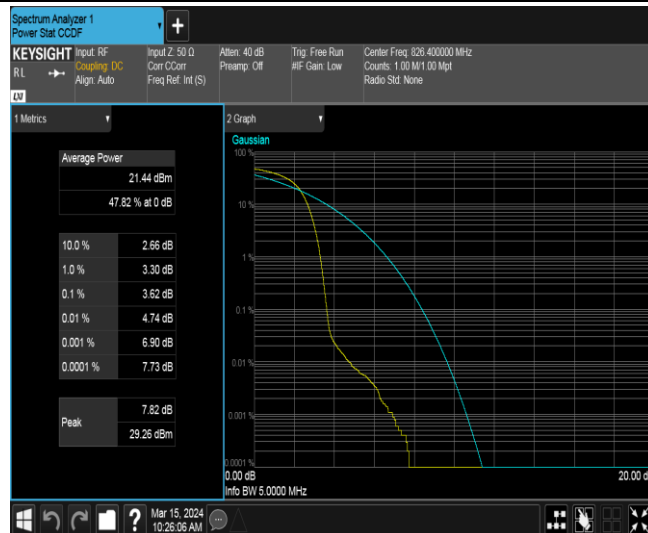 Spectrum Analyzer 1
Power Stat CCDF
KEYSIGHT
RL
Input: RF
Coupling: DC
Align: Auto
Input Z: 50 Ω
Corr CCorr
Freq Ref: Int (S)
Atten: 40 dB
Preamp: Off
Trig: Free Run
#IF Gain: Low
Center Freq: 826.400000 MHz
Counts: 1.00 M/1.00 Mpt
Radio Std: None
LXI
1 Metrics
Average Power
21.44 dBm
47.82 % at 0 dB
10.0 % 2.66 dB
1.0 % 3.30 dB
0.1 % 3.62 dB
0.01 % 4.74 dB
0.001 % 6.90 dB
0.0001 % 7.73 dB
Peak 7.82 dB
29.26 dBm
2 Graph
Gaussian
100 %
10 %
1 %
0.1 %
0.01 %
0.001 %
0.0001 %
0.00 dB
20.00 d
Info BW 5.0000 MHz
?
Mar 15, 2024
10:26:06 AM